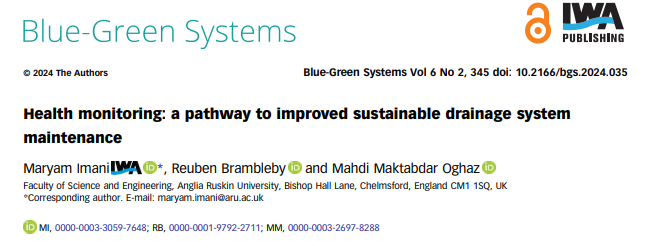 Blue-Green Systems
IWA
PUBLISHING
© 2024 The Authors
Blue-Green Systems Vol 6 No 2, 345 doi: 10.2166/bgs.2024.035
Health monitoring: a pathway to improved sustainable drainage system
maintenance
Maryam Imani IWA iD *, Reuben Brambleby iD and Mahdi Maktabdar Oghaz iD
Faculty of Science and Engineering, Anglia Ruskin University, Bishop Hall Lane, Chelmsford, England CM1 1SQ, UK
*Corresponding author. E-mail: maryam.imani@aru.ac.uk
iD MI, 0000-0003-3059-7648; RB, 0000-0001-9792-2711; MM, 0000-0003-2697-8288